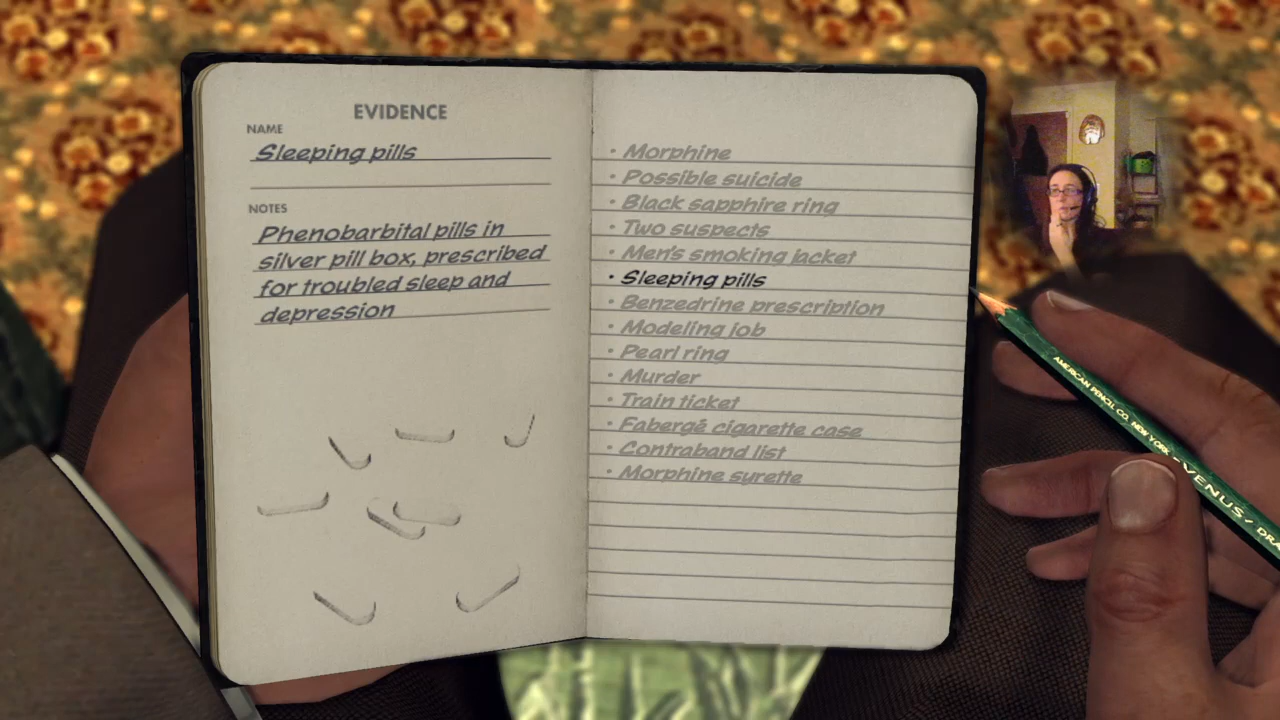 EVIDENCE
NAME
Sleeping pills
NOTES
Phenobarbital pills in
silver pill box, prescribed
for troubled sleep and
depression
• Morphine
• Possible suicide
• Black sapphire ring
• Two suspects
• Men's smoking jacket
• Sleeping pills
• Benzedrine prescription
• Modeling job
• Pearl ring
• Murder
• Train ticket
• Fabergé cigarette case
• Contraband list
• Morphine syrette
AMERICAN PENCIL CO. NEW YORK VENUS / DRA